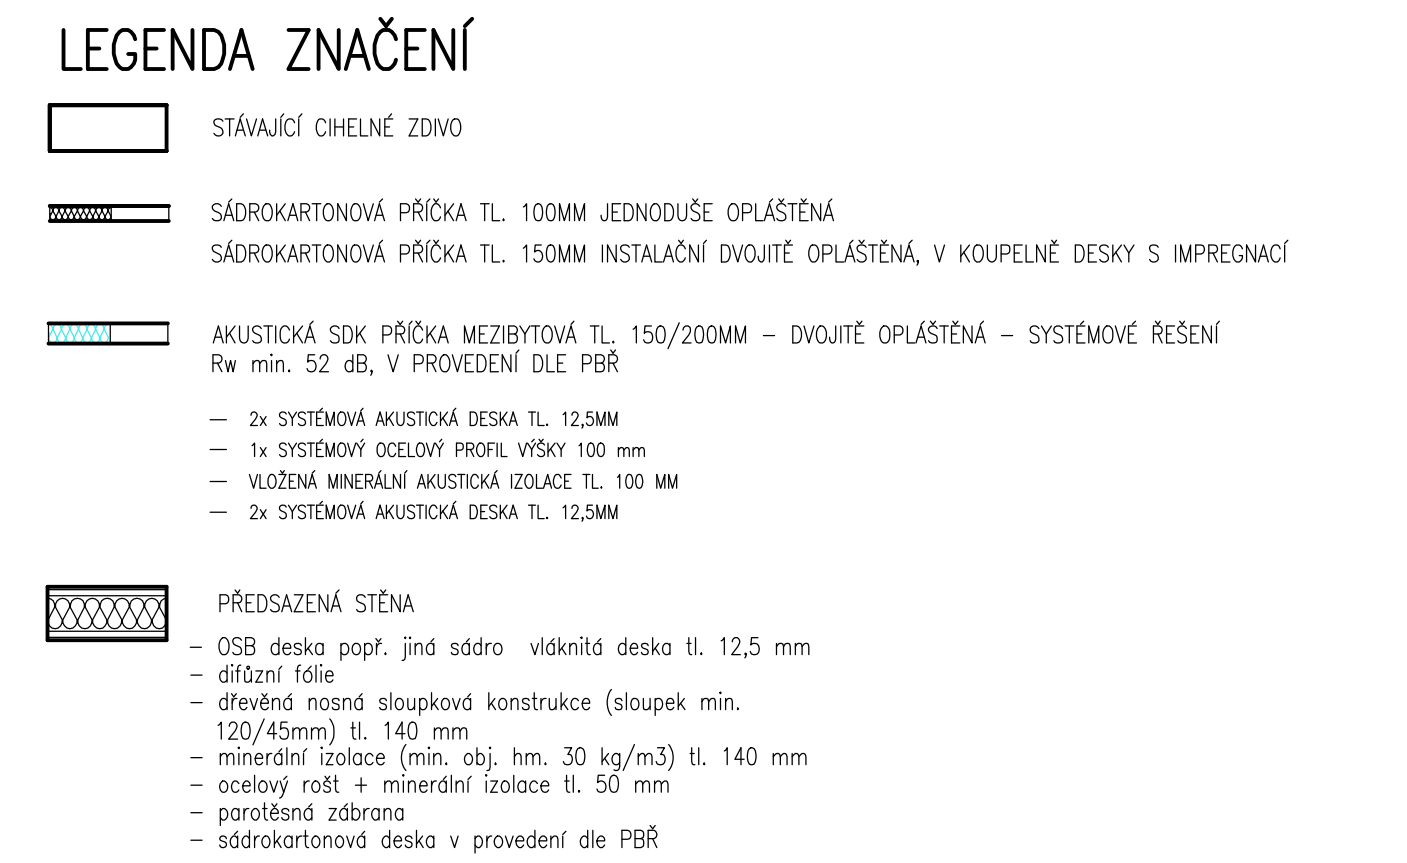 LEGENDA ZNAČENÍ
STÁVAJÍCÍ CIHELNÉ ZDIVO
SÁDROKARTONOVÁ PŘÍČKA TL. 100MM JEDNODUŠE OPLÁŠTĚNÁ
SÁDROKARTONOVÁ PŘÍČKA TL. 150MM INSTALAČNÍ DVOJITĚ OPLÁŠTĚNÁ, V KOUPELNĚ DESKY S IMPREGNACÍ
AKUSTICKÁ SDK PŘÍČKA MEZIBYTOVÁ TL. 150/200MM – DVOJITĚ OPLÁŠTĚNÁ – SYSTÉMOVÉ ŘEŠENÍ
Rw min. 52 dB, V PROVEDENÍ DLE PBŘ
– 2x SYSTÉMOVÁ AKUSTICKÁ DESKA TL. 12,5MM
– 1x SYSTÉMOVÝ OCELOVÝ PROFIL VÝŠKY 100 mm
– VLOŽENÁ MINERÁLNÍ AKUSTICKÁ IZOLACE TL. 100 MM
– 2x SYSTÉMOVÁ AKUSTICKÁ DESKA TL. 12,5MM
PŘEDSAZENÁ STĚNA
– OSB deska popř. jiná sádro vláknitá deska tl. 12,5 mm
– difůzní fólie
– dřevěná nosná sloupková konstrukce (sloupek min.
120/45mm) tl. 140 mm
– minerální izolace (min. obj. hm. 30 kg/m3) tl. 140 mm
– ocelový rošt + minerální izolace tl. 50 mm
– parotěsná zábrana
– sádrokartonová deska v provedení dle PBŘ